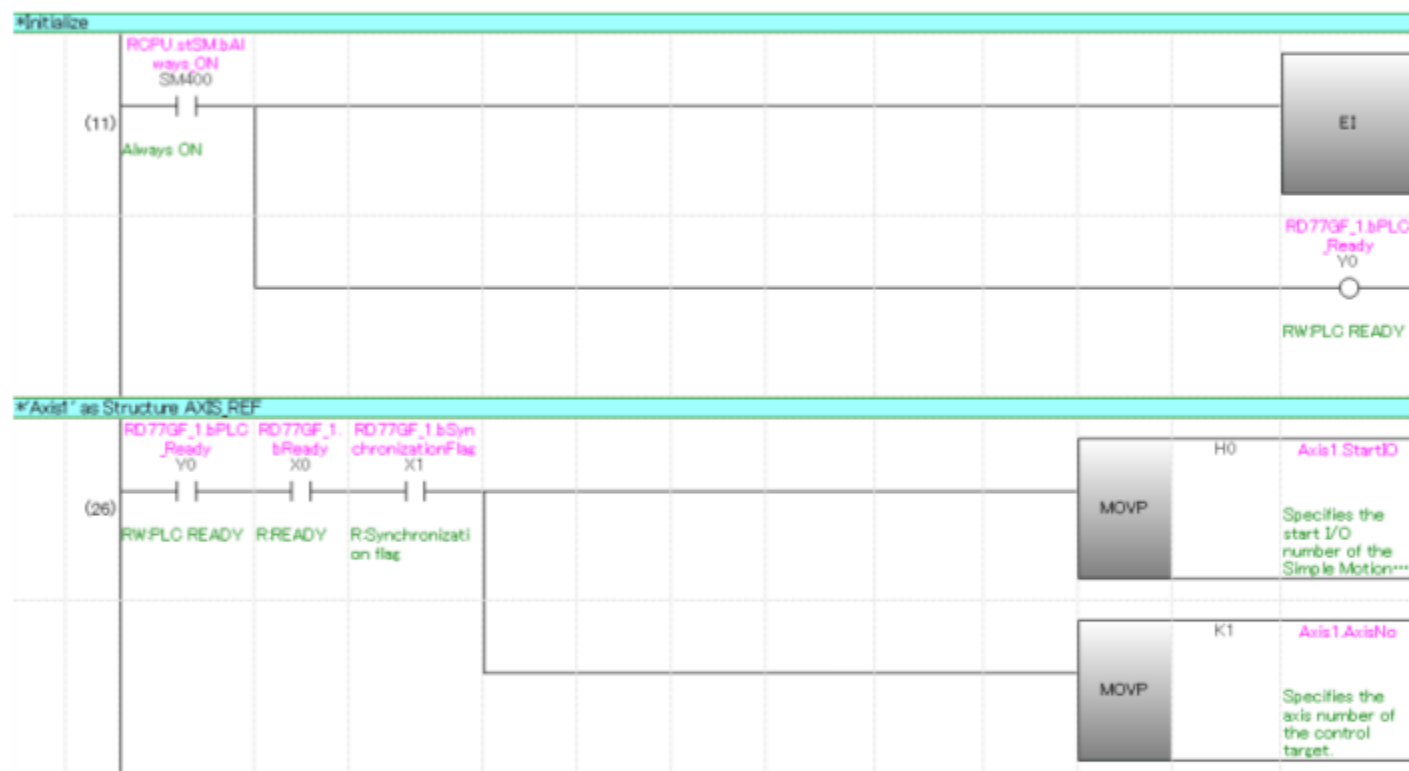 *Initialize
RCPU.stSM.bAl
ways_ON
SM400
(11)
EI
Always ON
RD77GF_1.bPLC
_Ready
Y0
RW:PLC READY
*'Axis1' as Structure AXIS_REF
RD77GF_1.bPLC RD77GF_1. RD77GF_1.bSyn
_Ready bReady chronizationFlag
Y0 X0 X1
H0 Axis1.StartIO
(26)
MOVP
RW:PLC READY R:READY R:Synchronizati
on flag
Specifies the
start I/O
number of the
Simple Motion…
K1 Axis1.AxisNo
MOVP
Specifies the
axis number of
the control
target.